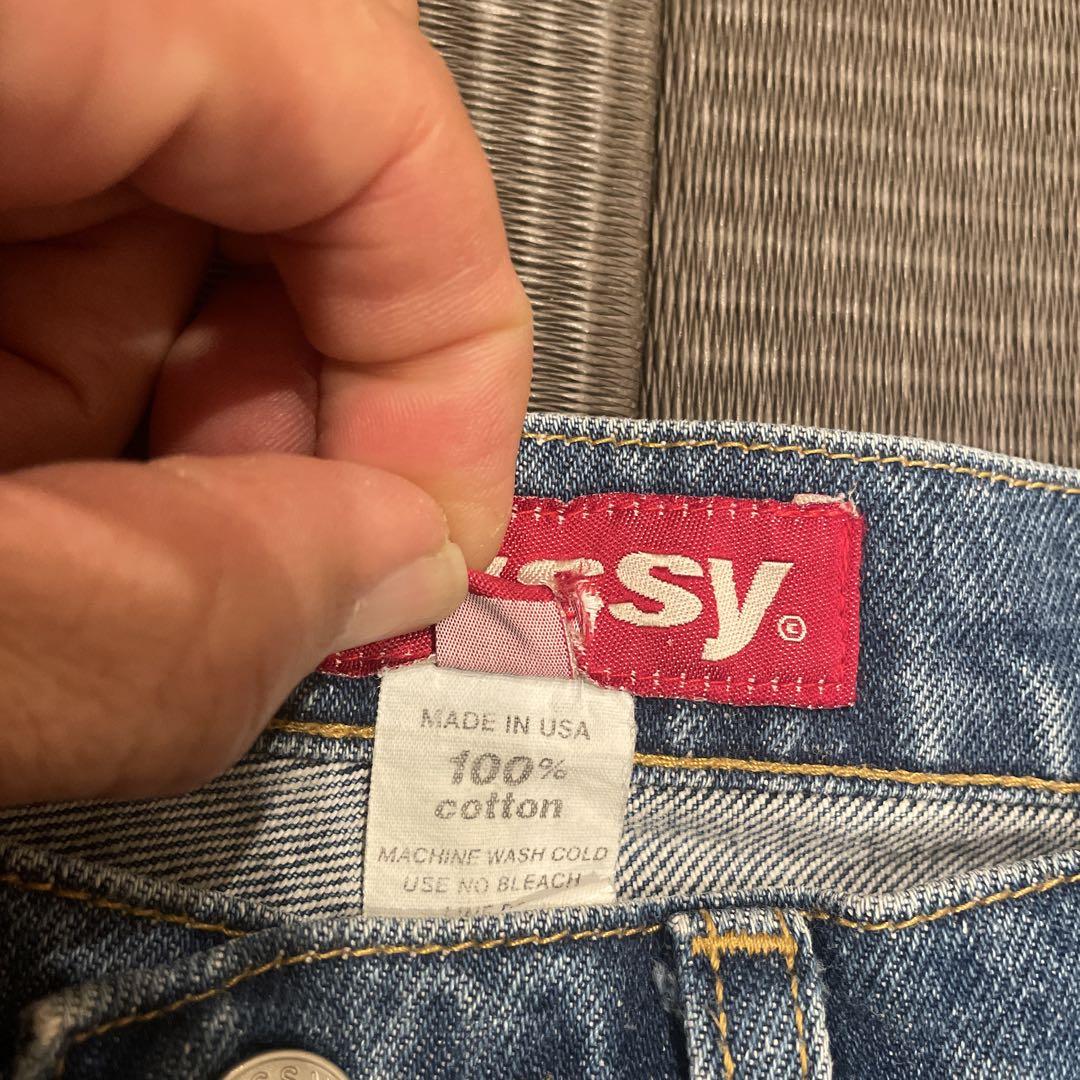 ssy ©
MADE IN USA
100%
cotton
MACHINE WASH COLD
USE NO BLEACH